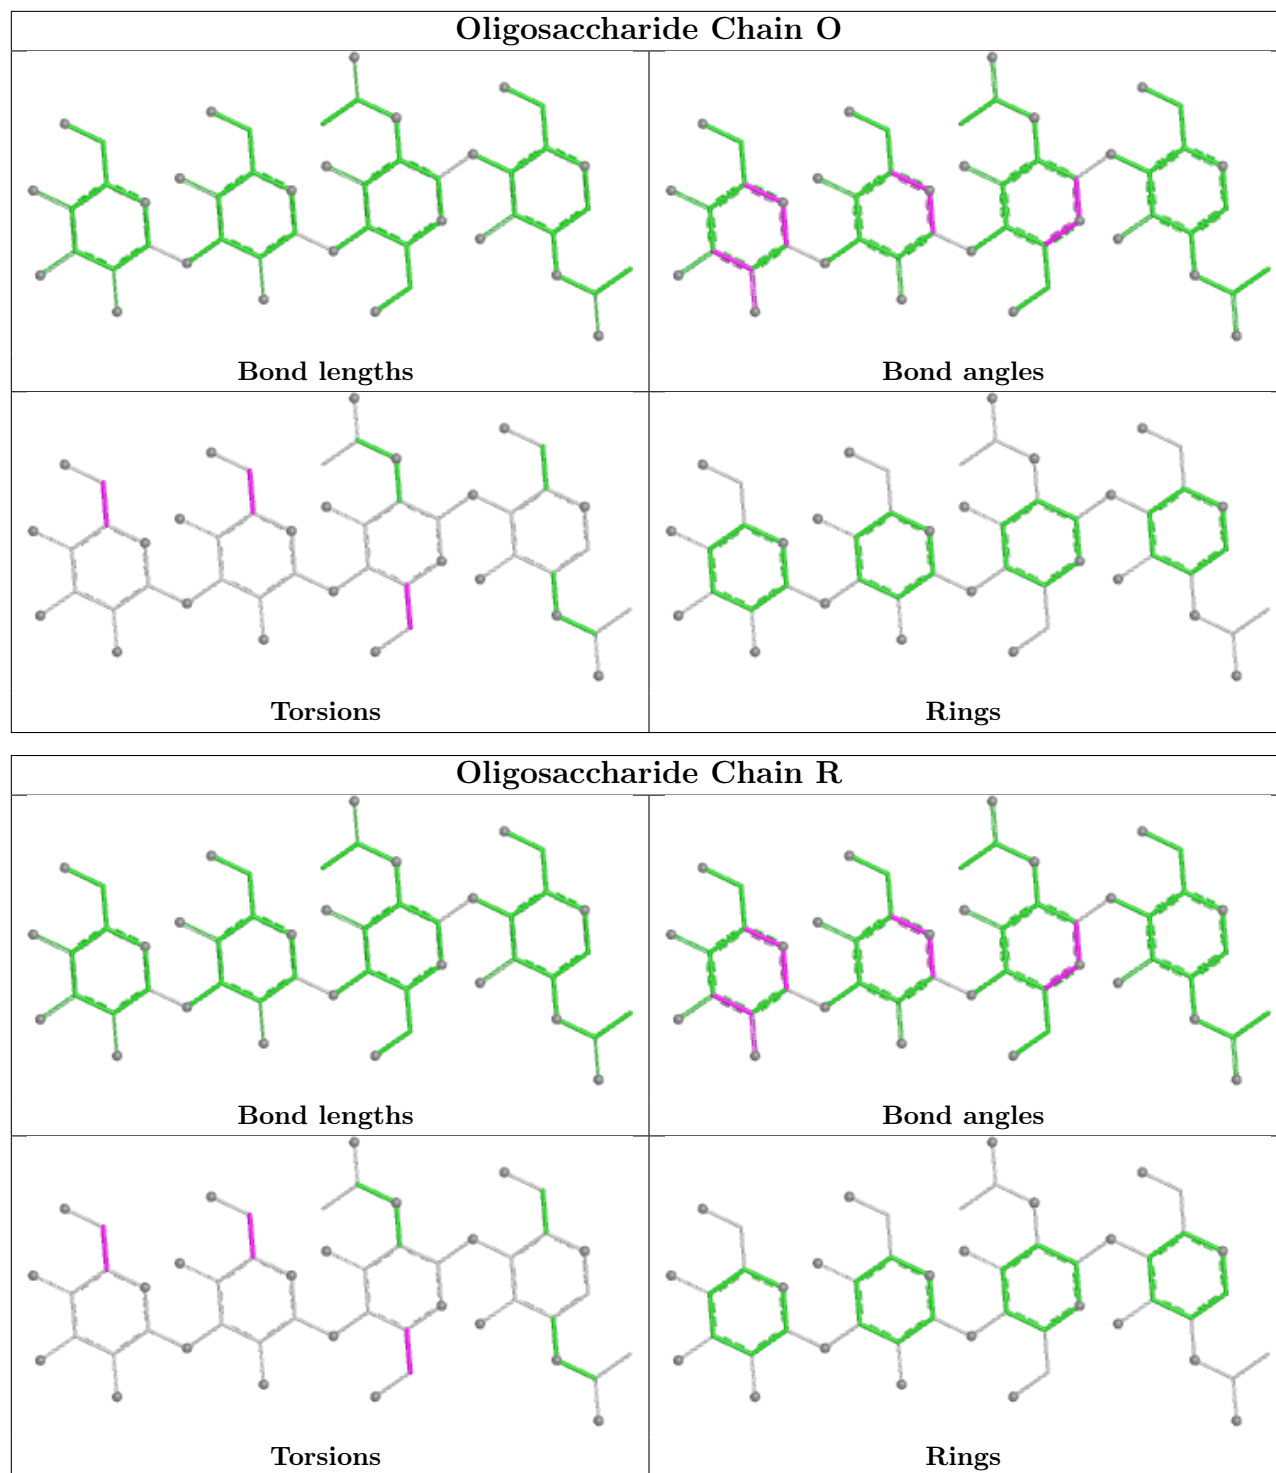 Oligosaccharide Chain O
Bond lengths
Bond angles
Torsions
Rings
Oligosaccharide Chain R
Bond lengths
Bond angles
Torsions
Rings